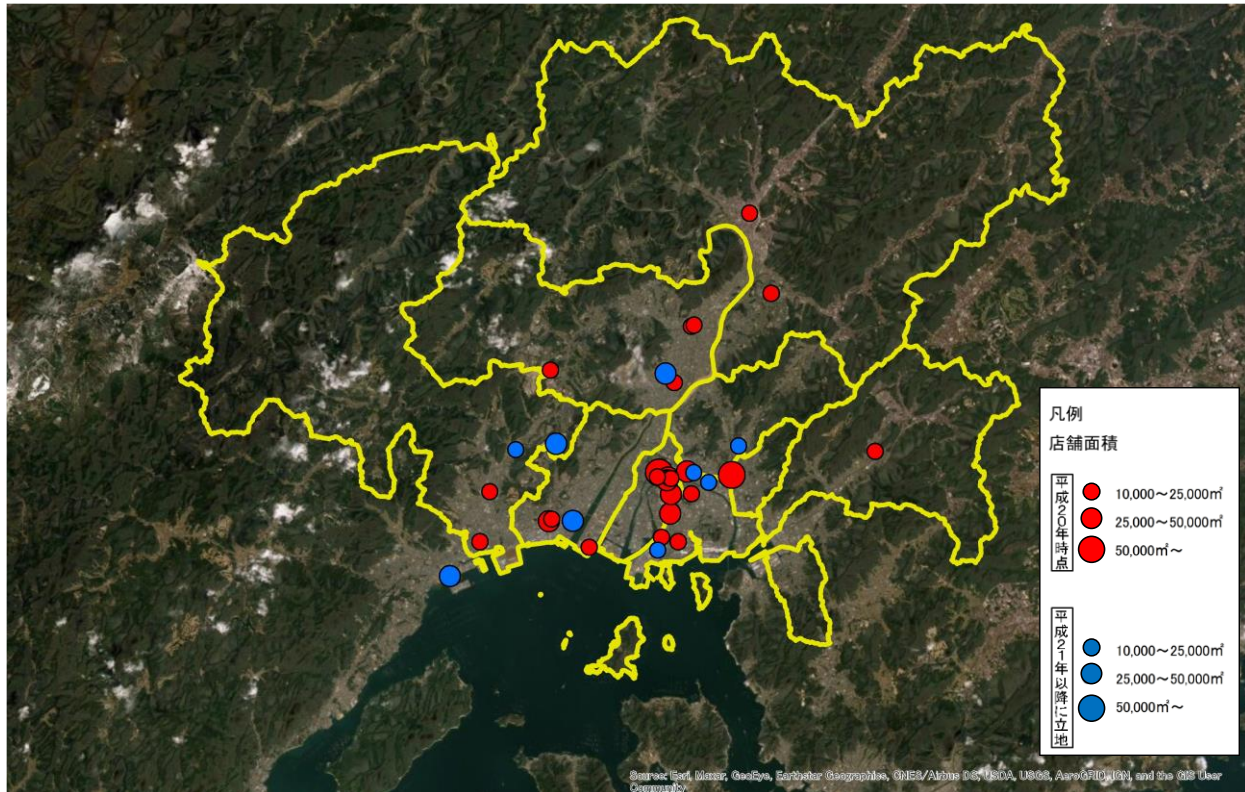 凡例
店舗面積
平成20年時点
10,000～25,000㎡
25,000～50,000㎡
50,000㎡～
平成21年以降に立地
10,000～25,000㎡
25,000～50,000㎡
50,000㎡～
Source: Esri, Maxar, GeoEye, Earthstar Geographics, CNES/Airbus DS, USDA, USGS, AeroGRID, IGN, and the GIS User
Community